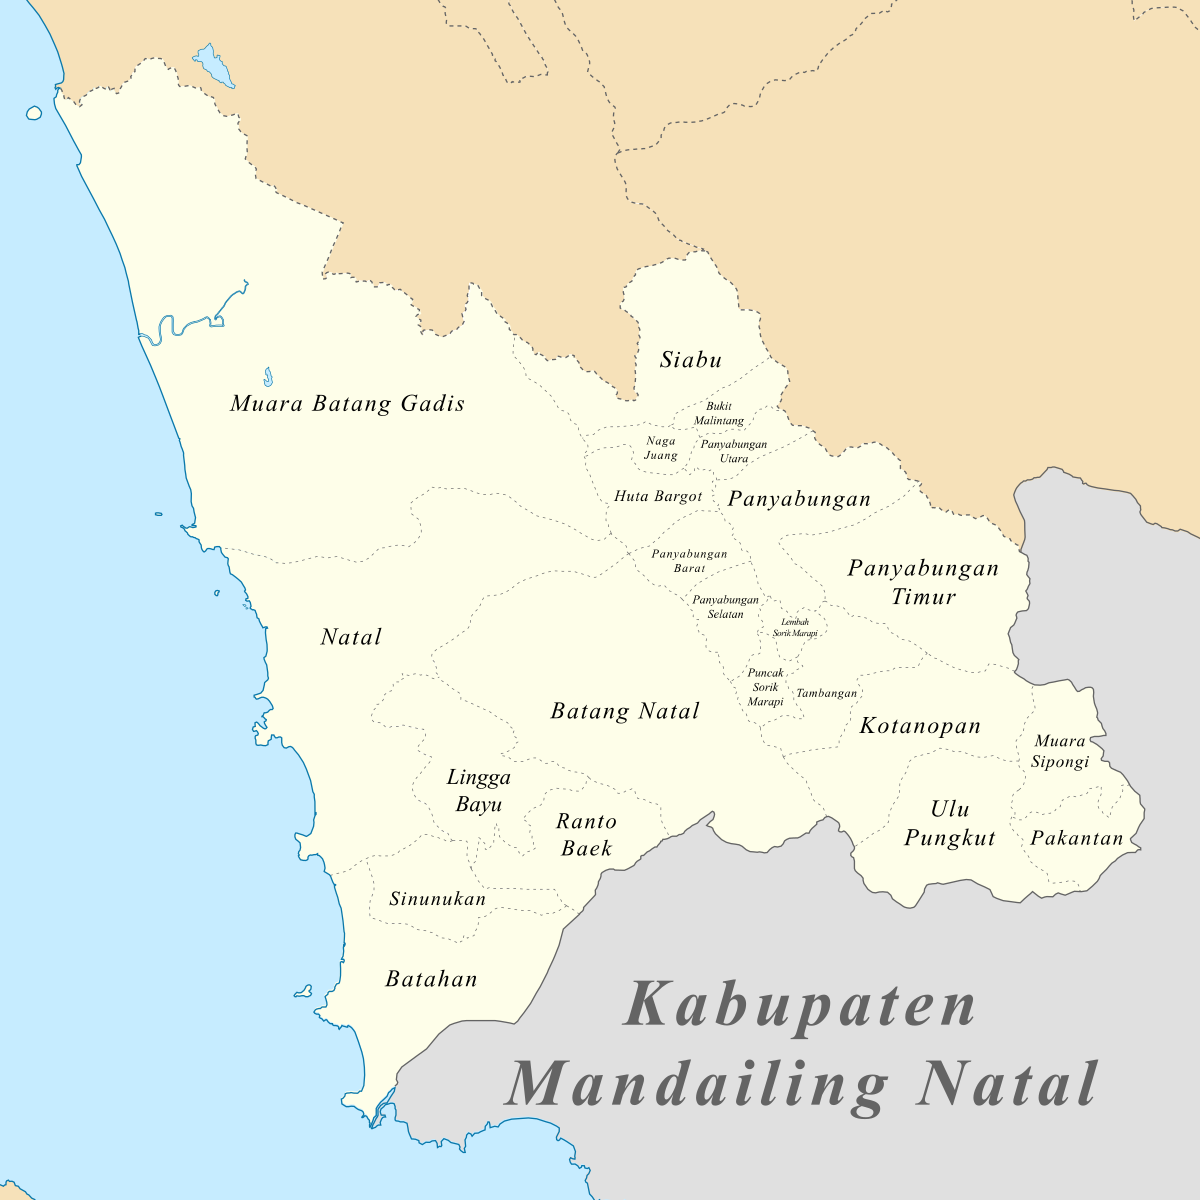 Siabu
Muara Batang Gadis
Bukit
Malintang
Naga
Juang
Panyabungan
Utara
Huta Bargot
Panyabungan
Panyabungan
Barat
Panyabungan
Timur
Panyabungan
Selatan
Lembah
Sorik Marapi
Natal
Puncak
Sorik
Marapi
Tambangan
Batang Natal
Kotanopan
Muara
Sipongi
Lingga
Bayu
Ranto
Baek
Ulu
Pungkut
Pakantan
Sinunukan
Batahan
Kabupaten
Mandailing Natal